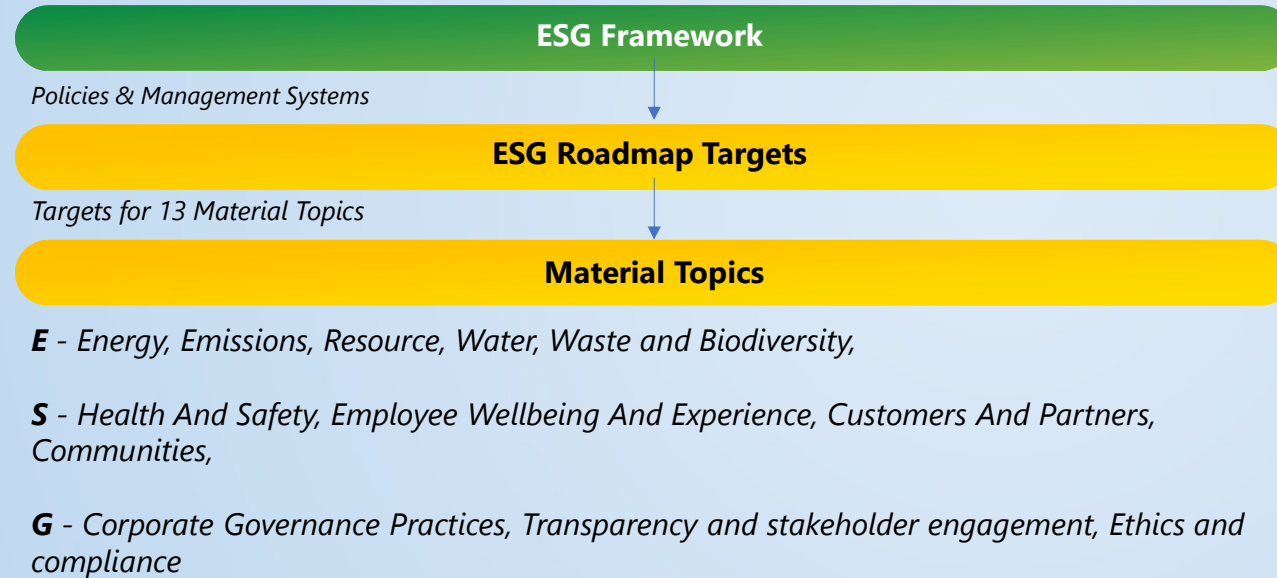 ESG Framework
Policies & Management Systems
ESG Roadmap Targets
Targets for 13 Material Topics
Material Topics
E - Energy, Emissions, Resource, Water, Waste and Biodiversity,
S - Health And Safety, Employee Wellbeing And Experience, Customers And Partners,
Communities,
G - Corporate Governance Practices, Transparency and stakeholder engagement, Ethics and
compliance